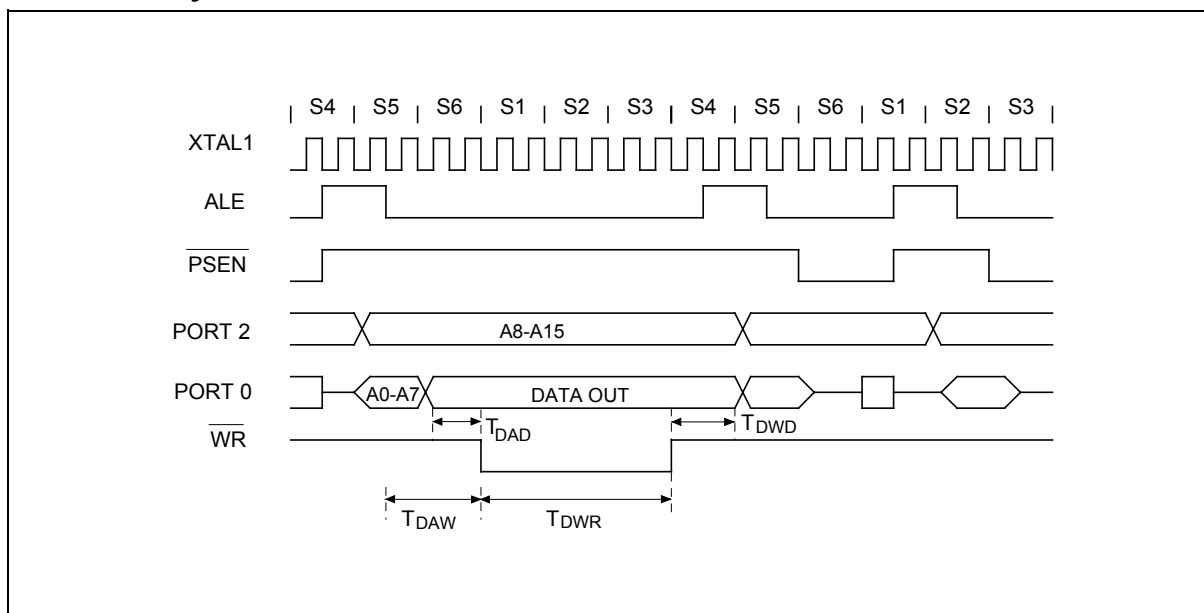 S4 S5 S6 S1 S2 S3 S4 S5 S6 S1 S2 S3
XTAL1
ALE
PSEN
PORT 2 A8-A15
PORT 0 A0-A7 DATA OUT
WR TDAD TDWD
TDAW TDWR